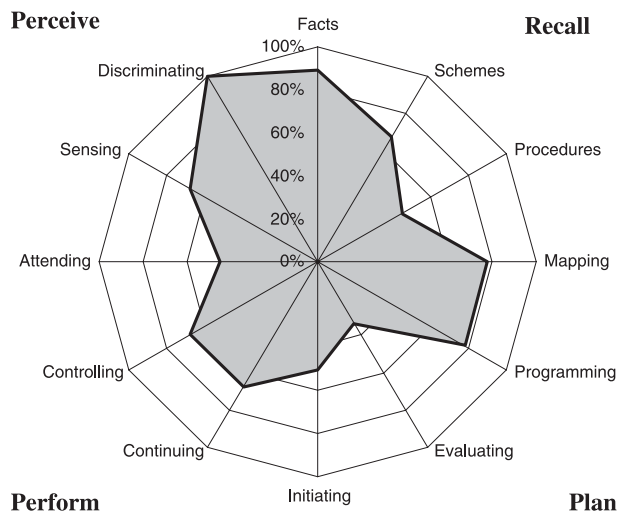 Perceive
Facts
Recall
100%
Discriminating
Schemes
80%
60%
Sensing
Procedures
40%
20%
Attending
0%
Mapping
Controlling
Programming
Continuing
Evaluating
Initiating
Perform
Plan